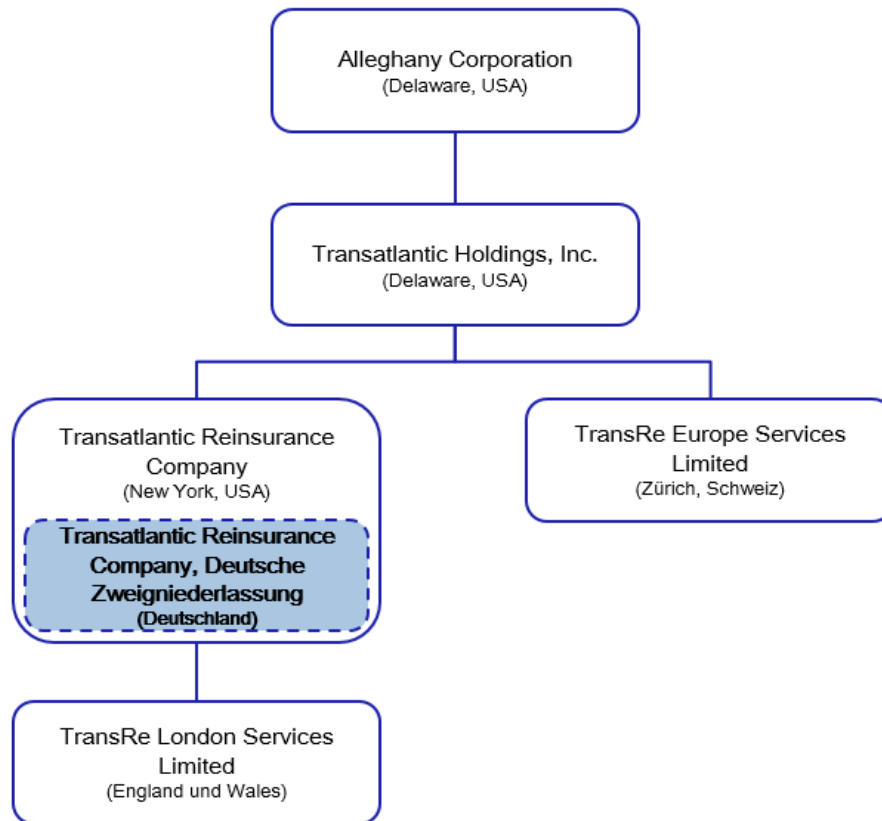 Alleghany Corporation
(Delaware, USA)
Transatlantic Holdings, Inc.
(Delaware, USA)
Transatlantic Reinsurance
Company
(New York, USA)
Transatlantic Reinsurance
Company, Deutsche
Zweigniederlassung
(Deutschland)
TransRe Europe Services
Limited
(Zürich, Schweiz)
TransRe London Services
Limited
(England und Wales)